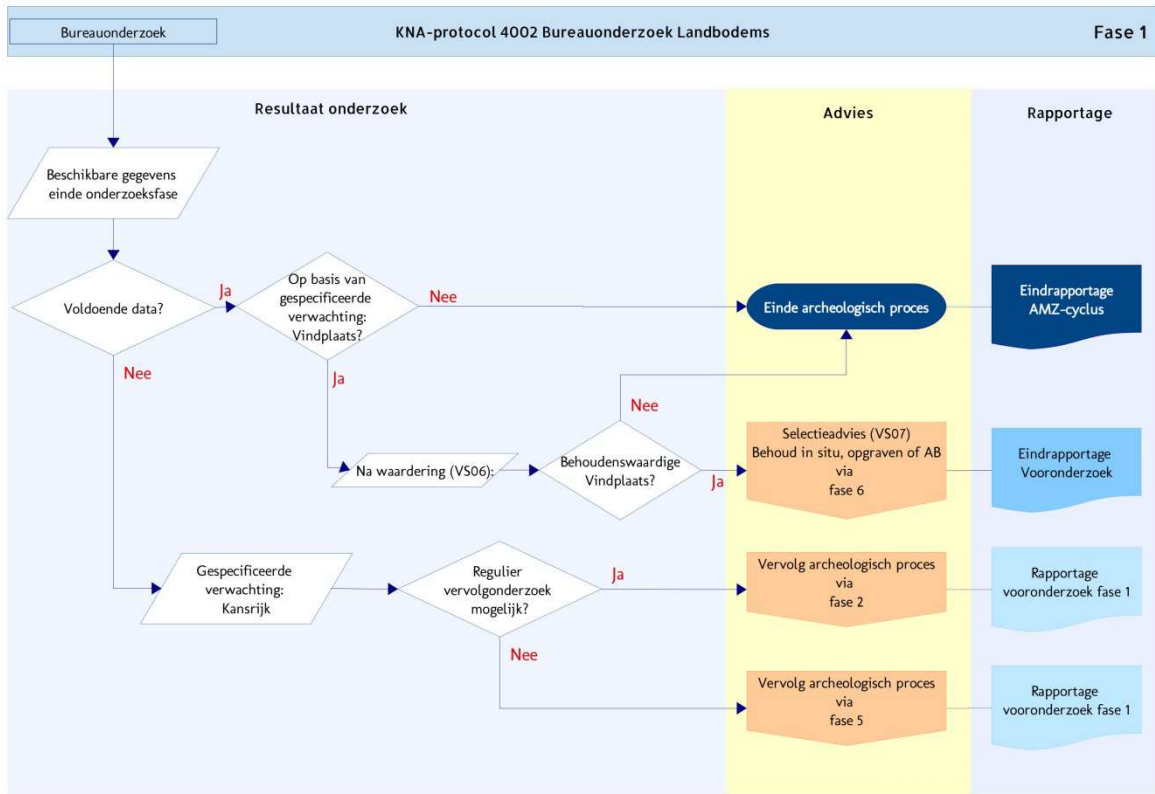 Bureauonderzoek
KNA-protocol 4002 Bureauonderzoek Landbodems
Fase 1
Resultaat onderzoek
Advies
Rapportage
Beschikbare gegevens
einde onderzoeksfase
Voldoende data?
Ja
Nee
Op basis van
gespecificeerde
verwachting:
Vindplaats?
Nee
Ja
Einde archeologisch proces
Eindrapportage
AMZ-cyclus
Na waardering (VS06):
Behoudenswaardige
Vindplaats?
Nee
Ja
Selectieadvies (VS07)
Behoud in situ, opgraven of AB
via
fase 6
Eindrapportage
Vooronderzoek
Gespecificeerde
verwachting:
Kansrijk
Regulier
vervolgonderzoek
mogelijk?
Ja
Nee
Vervolg archeologisch proces
via
fase 2
Rapportage
vooronderzoek fase 1
Vervolg archeologisch proces
via
fase 5
Rapportage
vooronderzoek fase 1